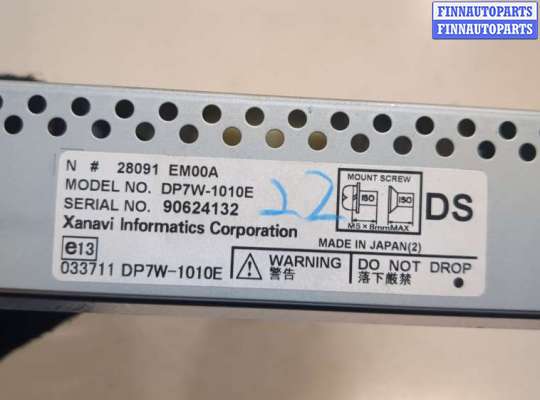 FINNAUTOPARTS
FINNAUTOPARTS
N # 28091 EM00A
MODEL NO. DP7W-1010E
SERIAL NO. 90624132
Xanavi Informatics Corporation
22
MOUNT SCREW
ISO ISO
M5×8mmMAX
DS
MADE IN JAPAN(2)
e13
033711 DP7W-1010E
WARNING
警告
DO NOT DROP
落下厳禁